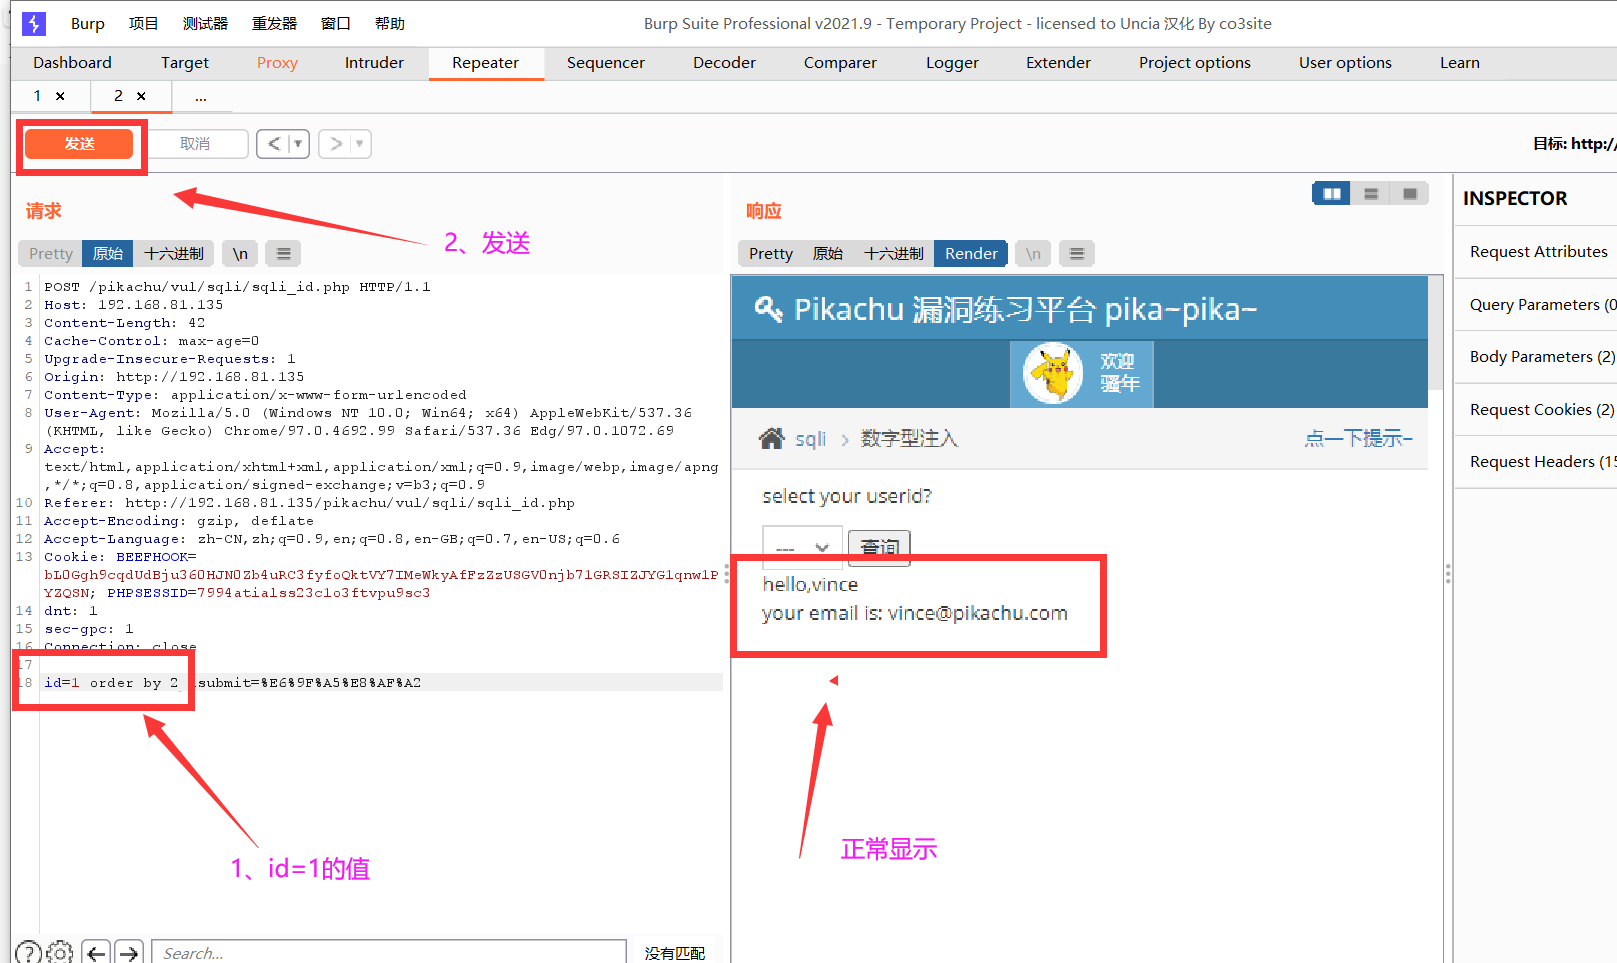 Burp 项目 测试器 重发器 窗口 帮助 Burp Suite Professional v2021.9 - Temporary Project - licensed to Uncia 汉化 By co3site
Dashboard Target Proxy Intruder Repeater Sequencer Decoder Comparer Logger Extender Project options User options Learn
1 × 2 × ...
发送 取消 < > 目标: http:/
请求
2、发送
Pretty 原始 十六进制 \n
1 POST /pikachu/vul/sqli/sqli_id.php HTTP/1.1
2 Host: 192.168.81.135
3 Content-Length: 42
4 Cache-Control: max-age=0
5 Upgrade-Insecure-Requests: 1
6 Origin: http://192.168.81.135
7 Content-Type: application/x-www-form-urlencoded
8 User-Agent: Mozilla/5.0 (Windows NT 10.0; Win64; x64) AppleWebKit/537.36
(KHTML, like Gecko) Chrome/97.0.4692.99 Safari/537.36 Edg/97.0.1072.69
9 Accept:
text/html,application/xhtml+xml,application/xml;q=0.9,image/webp,image/apng
,*/*;q=0.8,application/signed-exchange;v=b3;q=0.9
10 Referer: http://192.168.81.135/pikachu/vul/sqli/sqli_id.php
11 Accept-Encoding: gzip, deflate
12 Accept-Language: zh-CN,zh;q=0.9,en;q=0.8,en-GB;q=0.7,en-US;q=0.6
13 Cookie: BEEFHOOK=
PHPSESSID=7994atialss23clo3ftvpu9sc3
14 dnt: 1
15 sec-gpc: 1
16 Connection: close
17
18 id=1 order by 2 submit=%E6%9F%A5%E8%AF%A2
1、id=1的值
Search... 没有匹配
响应
Pretty 原始 十六进制 Render \n
Pikachu 漏洞练习平台 pika~pika~
欢迎
骚年
sqli > 数字型注入 点一下提示~
select your userid?
--- 查询
hello,vince
your email is: vince@pikachu.com
正常显示
INSPECTOR
Request Attributes
Query Parameters (0
Body Parameters (2)
Request Cookies (2)
Request Headers (15